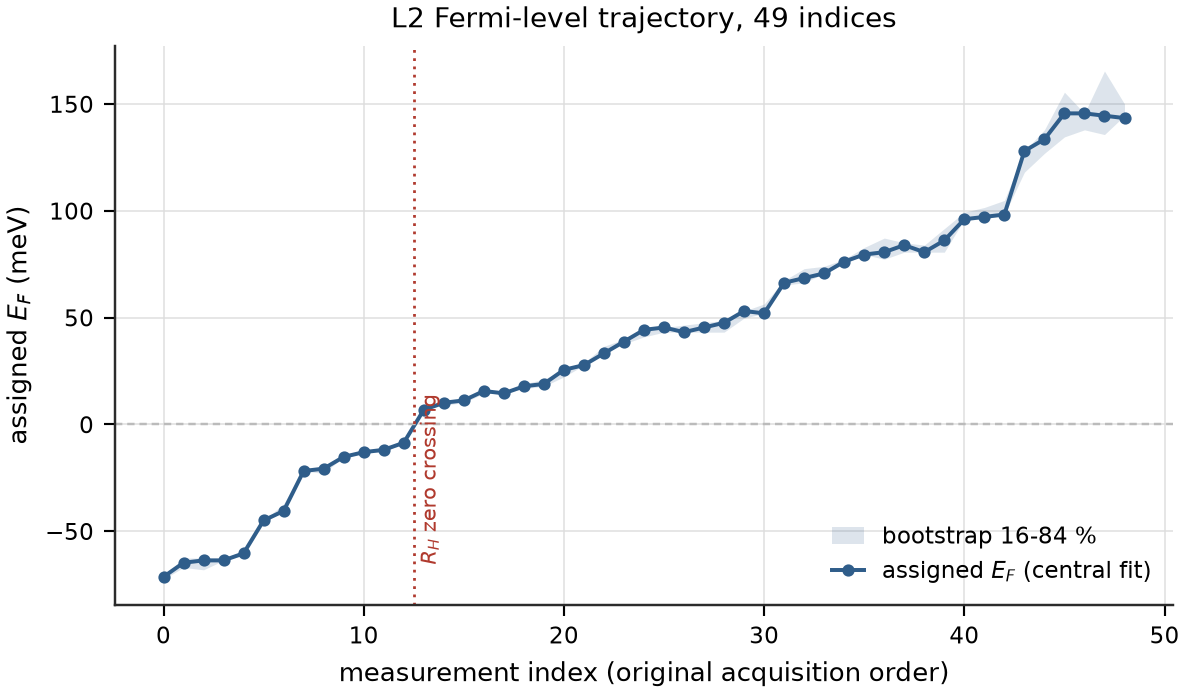 L2 Fermi-level trajectory, 49 indices
assigned E_F (meV)
150
100
50
0
−50
R_H zero crossing
bootstrap 16-84 %
assigned E_F (central fit)
0
10
20
30
40
50
measurement index (original acquisition order)